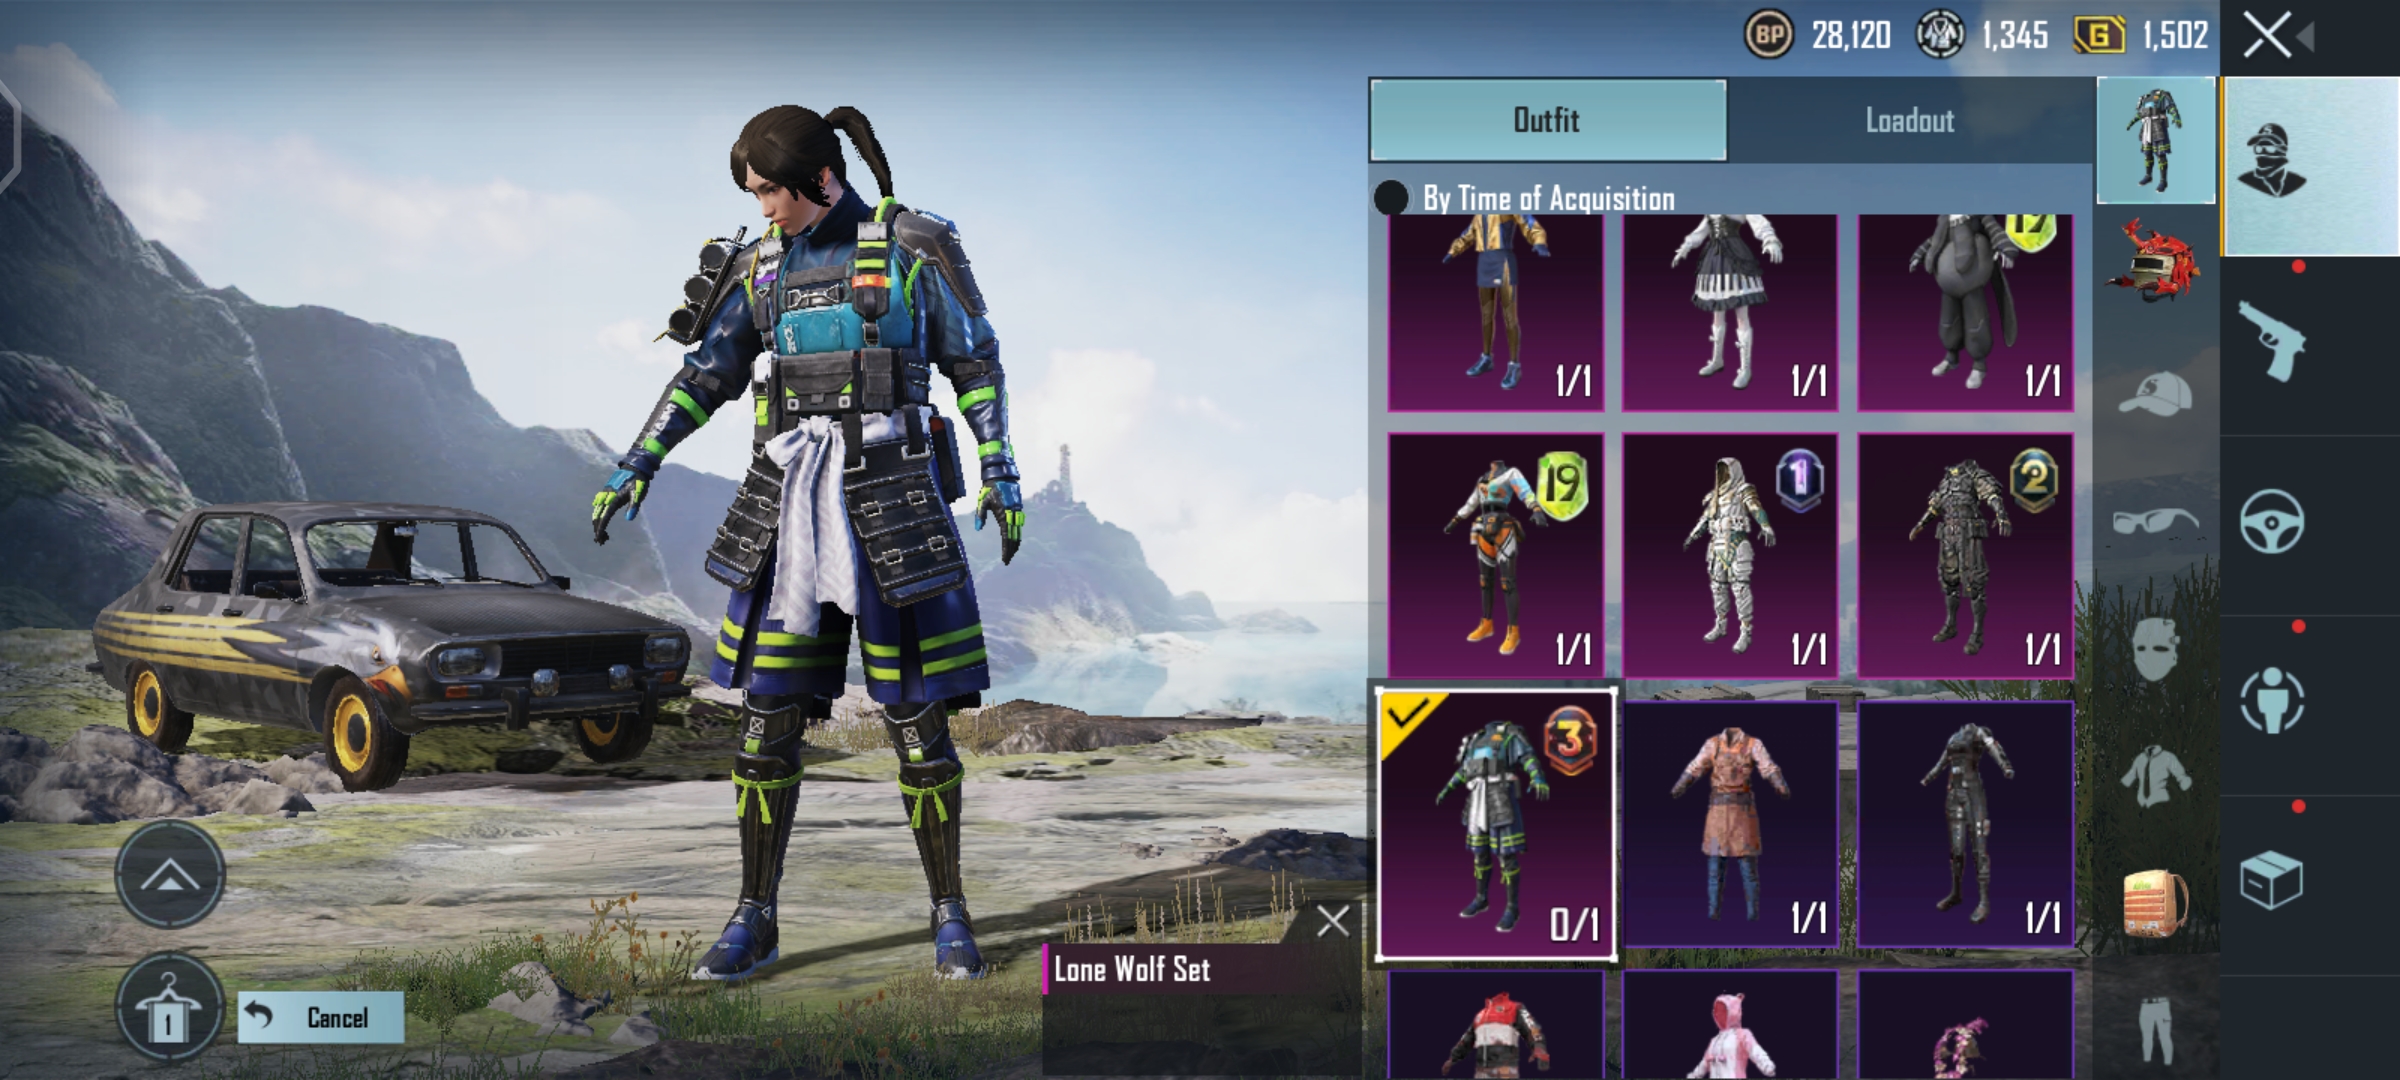 BP 28,120 1,345 G 1,502
Outfit
Loadout
By Time of Acquisition
17
1/1
1/1
1/1
19
1
2
1/1
1/1
1/1
3
0/1
1/1
1/1
Lone Wolf Set
1
Cancel